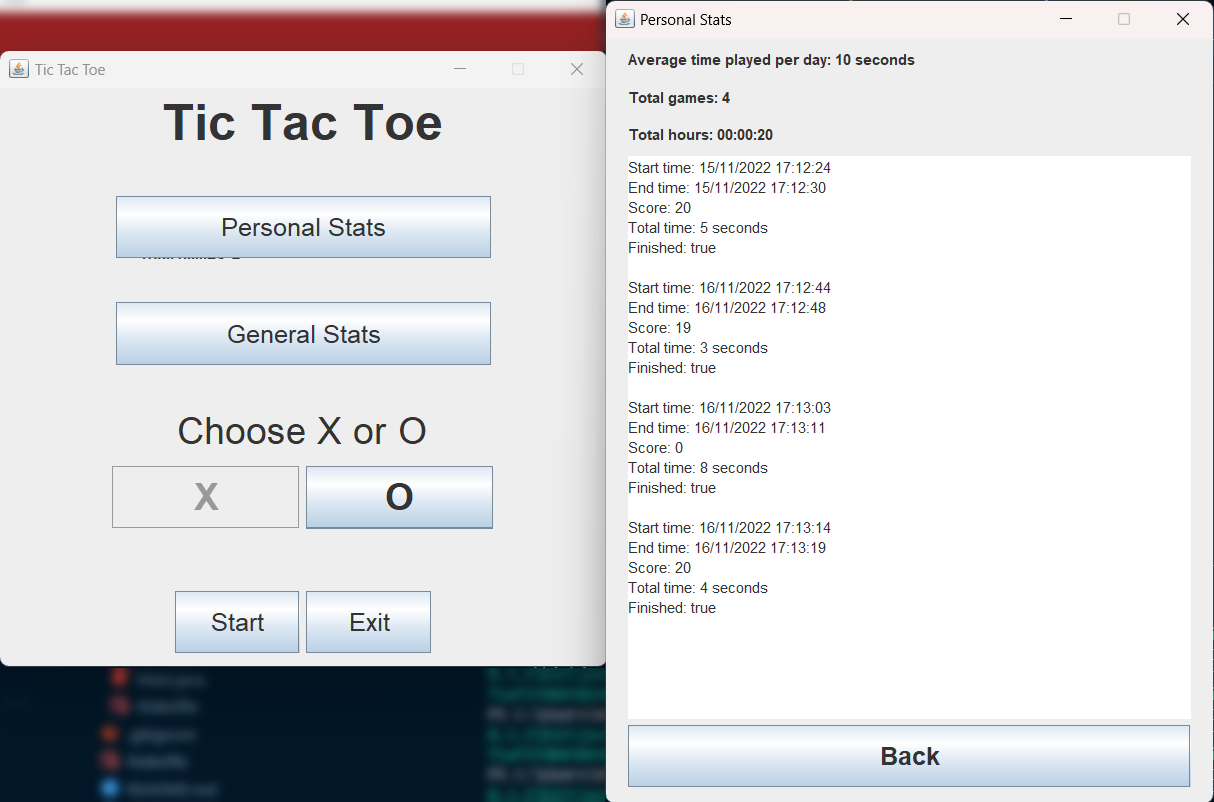 Tic Tac Toe
Tic Tac Toe
Personal Stats
General Stats
Choose X or O
X
O
Start
Exit
Personal Stats
Average time played per day: 10 seconds
Total games: 4
Total hours: 00:00:20
Start time: 15/11/2022 17:12:24
End time: 15/11/2022 17:12:30
Score: 20
Total time: 5 seconds
Finished: true
Start time: 16/11/2022 17:12:44
End time: 16/11/2022 17:12:48
Score: 19
Total time: 3 seconds
Finished: true
Start time: 16/11/2022 17:13:03
End time: 16/11/2022 17:13:11
Score: 0
Total time: 8 seconds
Finished: true
Start time: 16/11/2022 17:13:14
End time: 16/11/2022 17:13:19
Score: 20
Total time: 4 seconds
Finished: true
Back